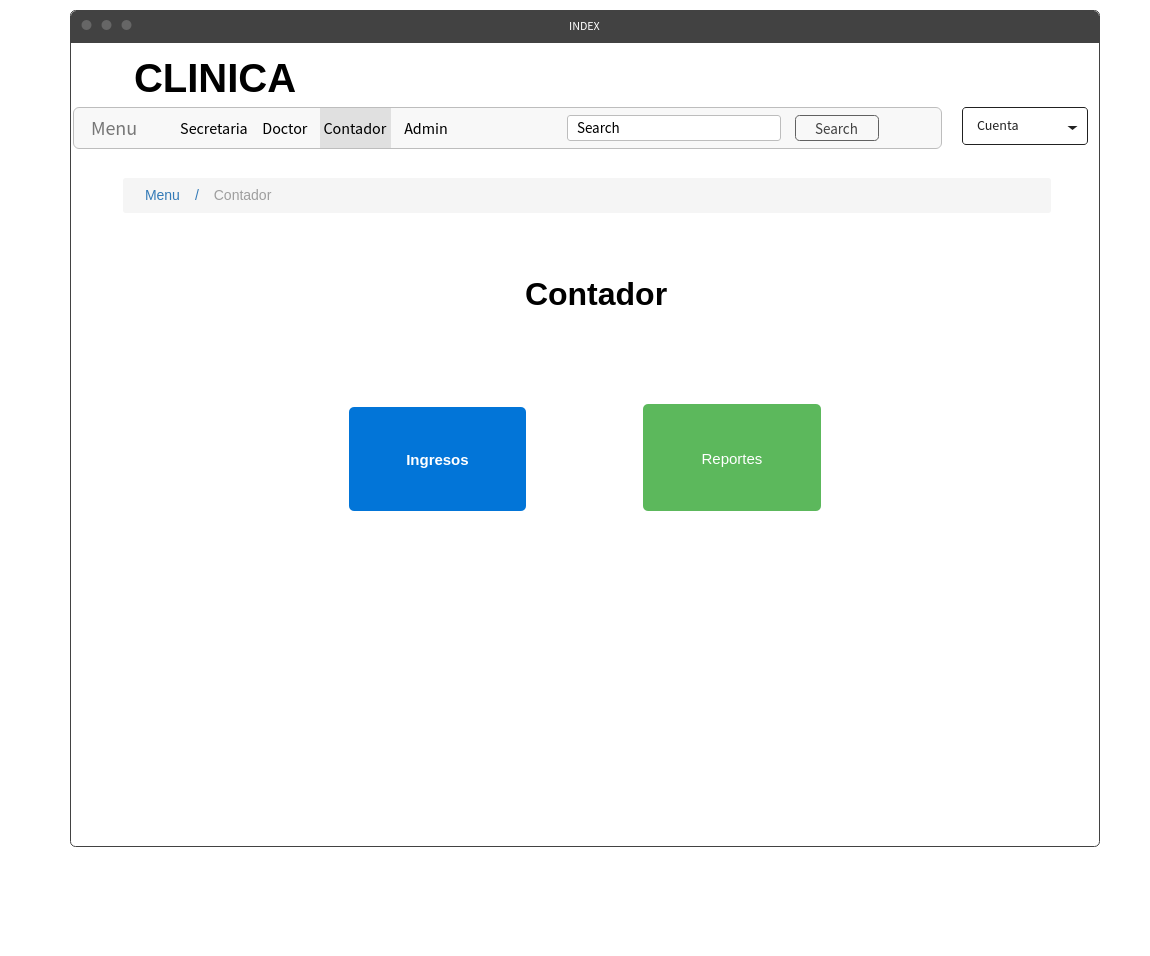 INDEX
CLINICA
Menu Secretaria Doctor Contador Admin Search Search Cuenta
Menu / Contador
Contador
Ingresos Reportes